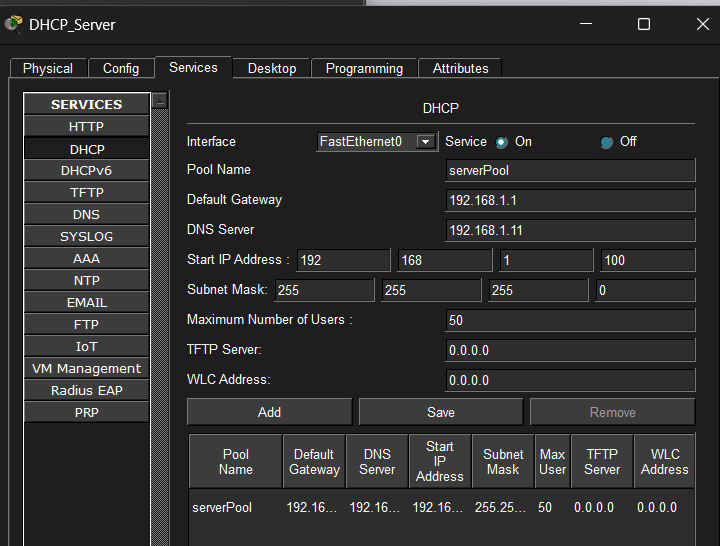 DHCP_Server
Physical Config Services Desktop Programming Attributes
SERVICES
HTTP
DHCP
DHCPv6
TFTP
DNS
SYSLOG
AAA
NTP
EMAIL
FTP
IoT
VM Management
Radius EAP
PRP
DHCP
Interface FastEthernet0 Service On Off
Pool Name serverPool
Default Gateway 192.168.1.1
DNS Server 192.168.1.11
Start IP Address : 192 168 1 100
Subnet Mask: 255 255 255 0
Maximum Number of Users : 50
TFTP Server: 0.0.0.0
WLC Address: 0.0.0.0
Add Save Remove
Pool Name Default Gateway DNS Server Start IP Address Subnet Mask Max User TFTP Server WLC Address
serverPool 192.16... 192.16... 192.16... 255.25... 50 0.0.0.0 0.0.0.0